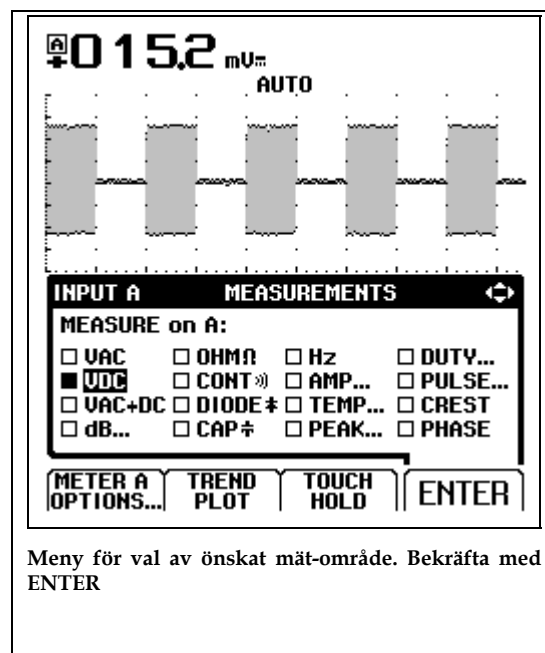 A 015.2 mV
AUTO
INPUT A MEASUREMENTS
MEASURE on A:
□ VAC □ OHM Ω □ Hz □ DUTY...
■ VDC □ CONT □ AMP... □ PULSE...
□ VAC+DC □ DIODE □ TEMP... □ CREST
□ dB... □ CAP □ PEAK... □ PHASE
METER A OPTIONS... TREND PLOT TOUCH HOLD ENTER
Meny för val av önskat mät-område. Bekräfta med
ENTER